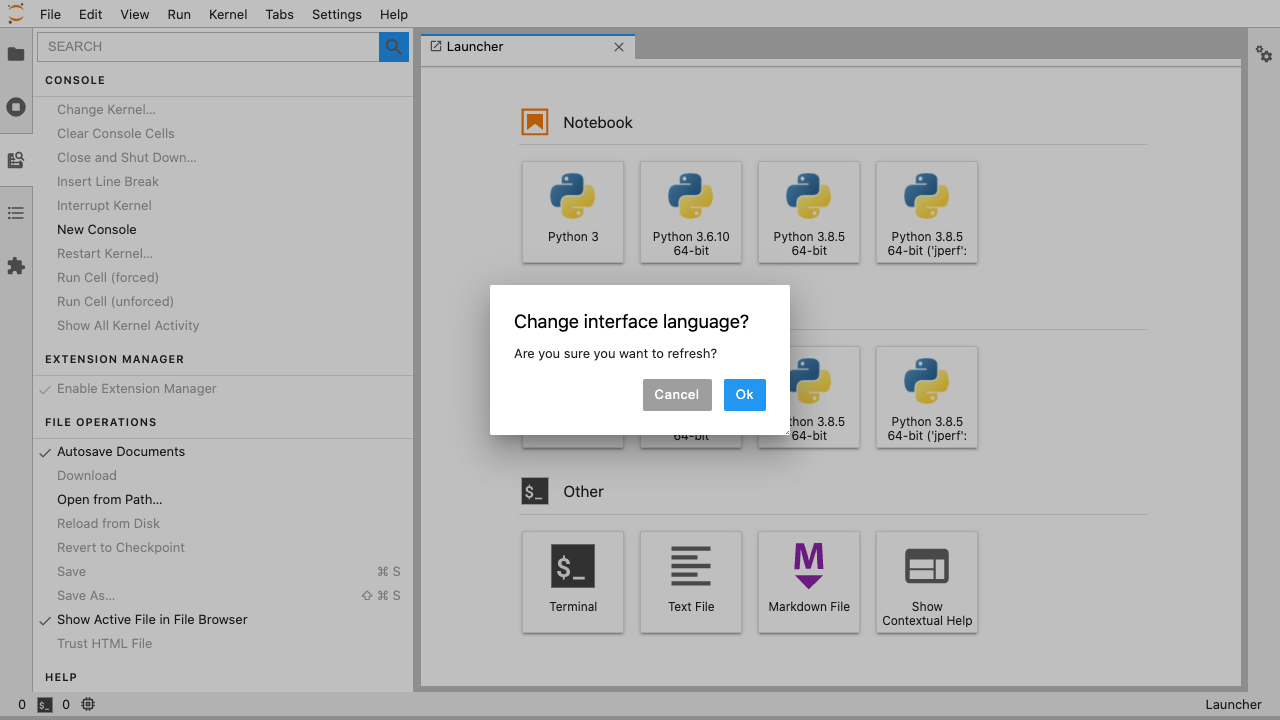 File Edit View Run Kernel Tabs Settings Help
SEARCH
CONSOLE
Change Kernel…
Clear Console Cells
Close and Shut Down…
Insert Line Break
Interrupt Kernel
New Console
Restart Kernel…
Run Cell (forced)
Run Cell (unforced)
Show All Kernel Activity
EXTENSION MANAGER
Enable Extension Manager
FILE OPERATIONS
Autosave Documents
Download
Open from Path…
Reload from Disk
Revert to Checkpoint
Save ⌘ S
Save As… ⇧ ⌘ S
Show Active File in File Browser
Trust HTML File
HELP
Launcher
Notebook
Python 3
Python 3.6.10
64-bit
Python 3.8.5
64-bit
Python 3.8.5
64-bit ('jperf':
Change interface language?
Are you sure you want to refresh?
Cancel Ok
3.8.5
64-bit
64-bit
Python 3.8.5
64-bit ('jperf':
$_ Other
$_
Terminal
Text File
M
Markdown File
Show
Contextual Help
0 $_ 0
Launcher